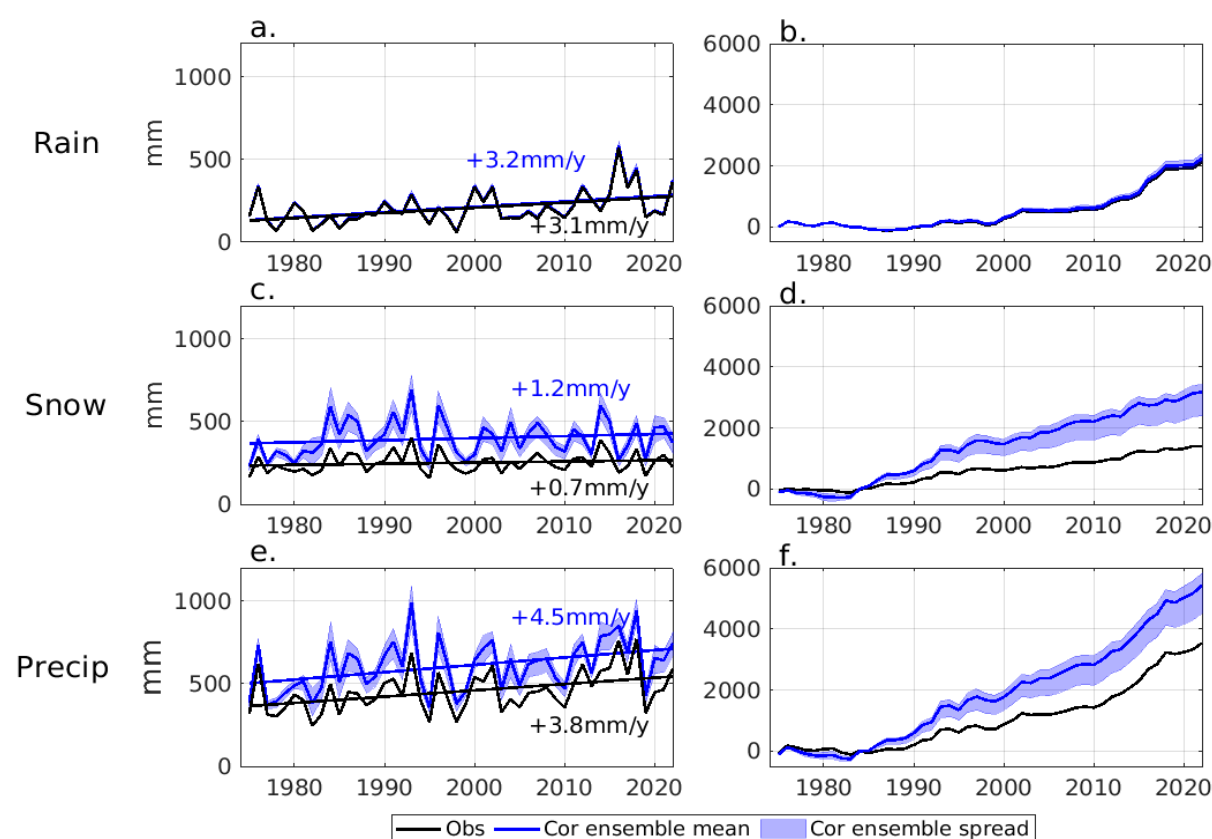 a.
b.
Rain
mm
1000
500
0
+3.2mm/y
+3.1mm/y
1980 1990 2000 2010 2020
6000
4000
2000
0
1980 1990 2000 2010 2020
c.
d.
Snow
mm
1000
500
0
+1.2mm/y
+0.7mm/y
1980 1990 2000 2010 2020
6000
4000
2000
0
1980 1990 2000 2010 2020
e.
f.
Precip
mm
1000
500
0
+4.5mm/y
+3.8mm/y
1980 1990 2000 2010 2020
6000
4000
2000
0
1980 1990 2000 2010 2020
Obs Cor ensemble mean Cor ensemble spread